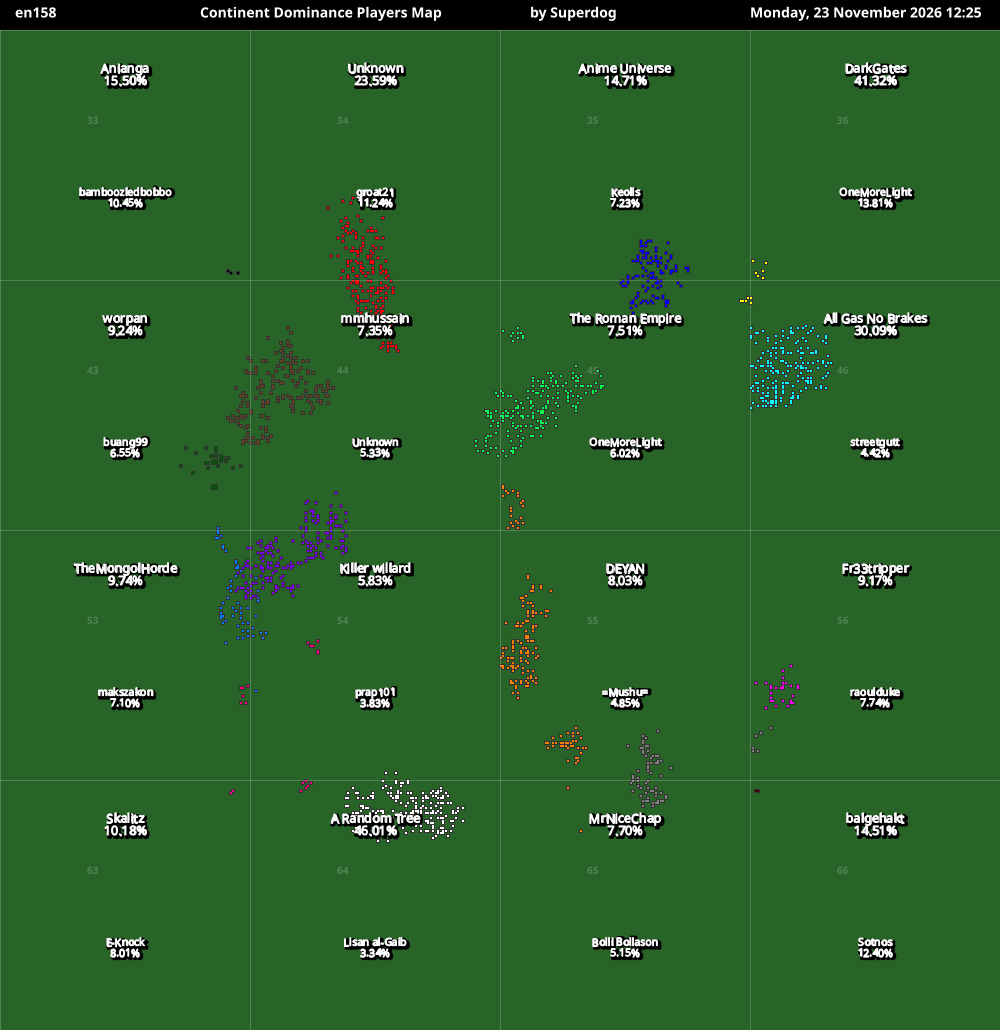 en158 Continent Dominance Players Map by Superdog Monday, 23 November 2026 12:25
Anianga Unknown Anime Universe DarkGates
15.50% 23.59% 14.71% 41.32%
33 34 35 36
bamboozledbobbo groat21 Keolis OneMoreLight
10.45% 11.24% 7.23% 13.81%
worpan mmhussain The Roman Empire All Gas No Brakes
9.24% 7.35% 7.51% 30.09%
43 44 45 46
buang99 Unknown OneMoreLight streetgutt
6.55% 5.33% 6.02% 4.42%
TheMongolHorde Killer willard DEYAN Fr33tripper
9.74% 5.83% 8.03% 9.17%
53 54 55 56
makszakon prap101 =Mushu= raoulduke
7.10% 3.83% 4.85% 7.74%
Skalitz A Random Tree MrNiceChap balgehakt
10.18% 46.01% 7.70% 14.51%
63 64 65 66
E-Knock Lisan al-Gaib Boili Boilason Sotnos
8.01% 3.34% 5.15% 12.40%